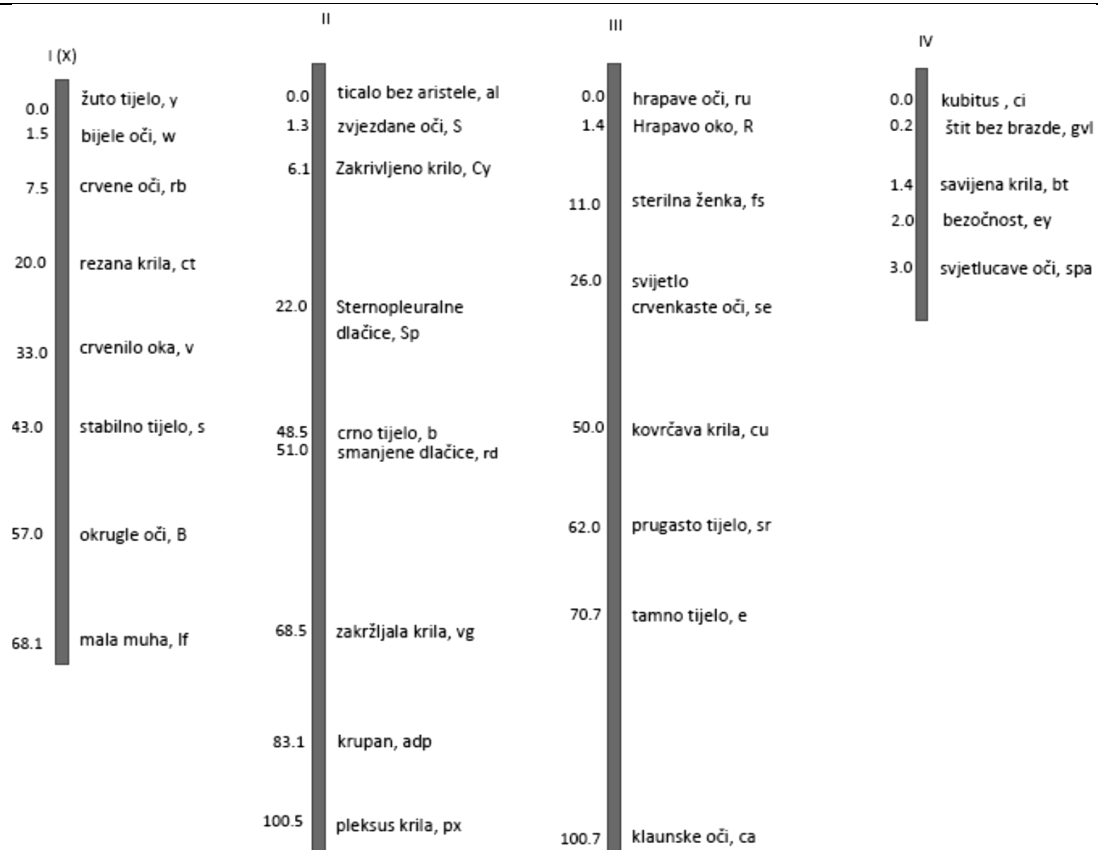 I (X)
0.0 žuto tijelo, y
1.5 bijele oči, w
7.5 crvene oči, rb
20.0 rezana krila, ct
33.0 crvenilo oka, v
43.0 stabilno tijelo, s
57.0 okrugle oči, B
68.1 mala muha, lf
II
0.0 ticalo bez aristele, al
1.3 zvjezdane oči, S
6.1 Zakrivljeno krilo, Cy
22.0 Sternopleuralne
dlačice, Sp
48.5 crno tijelo, b
51.0 smanjene dlačice, rd
68.5 zakržljala krila, vg
83.1 krupan, adp
100.5 pleksus krila, px
III
0.0 hrapave oči, ru
1.4 Hrapavo oko, R
11.0 sterilna ženka, fs
26.0 svijetlo
crvenkaste oči, se
50.0 kovrčava krila, cu
62.0 prugasto tijelo, sr
70.7 tamno tijelo, e
100.7 klaunske oči, ca
IV
0.0 kubitus , ci
0.2 štit bez brazde, gvl
1.4 savijena krila, bt
2.0 bezočnost, ey
3.0 svjetlucave oči, spa